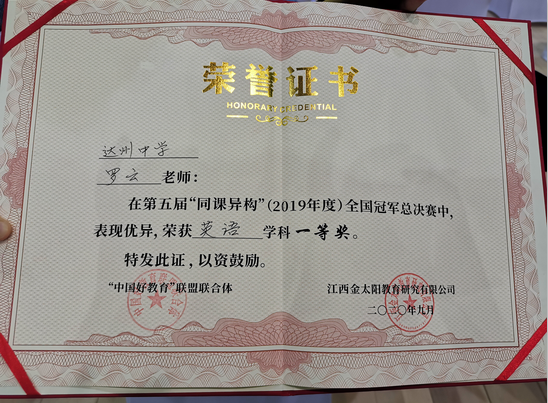 荣誉证书
HONORARY CREDENTIAL
达州中学
罗云 老师：
在第五届“同课异构”（2019年度）全国冠军总决赛中，
表现优异，荣获 英语 学科一等奖。
特发此证，以资鼓励。
“中国好教育”联盟联合体
江西金太阳教育研究有限公司
二〇二〇年九月